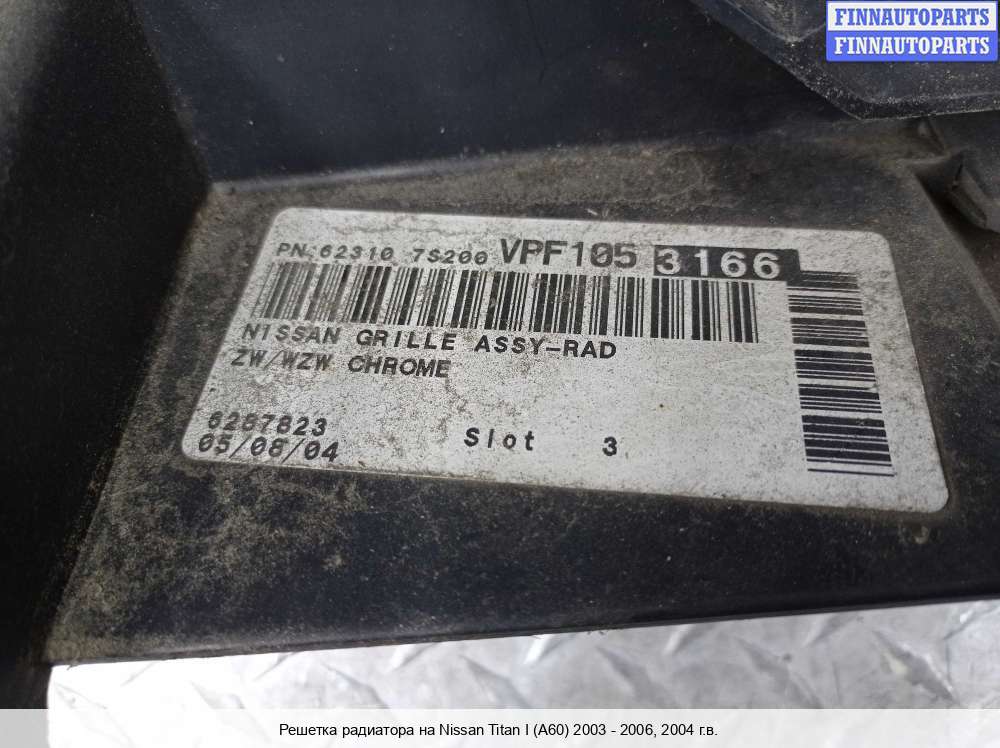 FINNAUTOPARTS
FINNAUTOPARTS
PN:62310 7S200 VPF105 3166
NISSAN GRILLE ASSY-RAD
ZW/WZW CHROME
6287823
05/08/04
Slot 3
Решетка радиатора на Nissan Titan I (A60) 2003 - 2006, 2004 г.в.